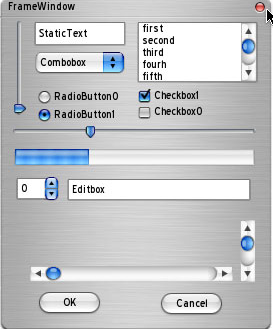 FrameWindow
StaticText
first
second
third
fourh
fifth
Combobox
RadioButton0
Checkbox1
RadioButton1
Checkbox0
0
Editbox
OK
Cancel